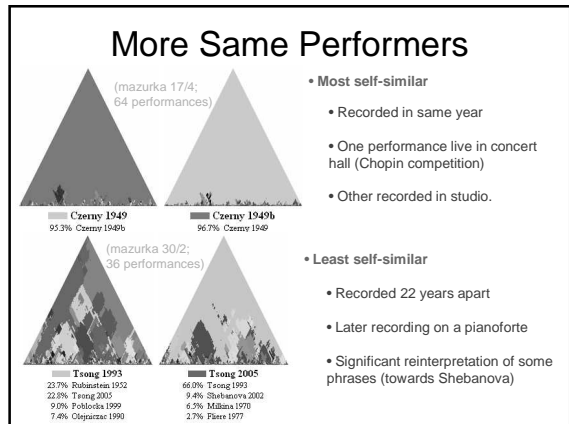 More Same Performers
(mazurka 17/4;
64 performances)
Czerny 1949
95.3% Czerny 1949b
Czerny 1949b
96.7% Czerny 1949
• Most self-similar
• Recorded in same year
• One performance live in concert
hall (Chopin competition)
• Other recorded in studio.
(mazurka 30/2;
36 performances)
Tsong 1993
23.7% Rubinstein 1952
22.8% Tsong 2005
9.0% Poblocka 1999
7.4% Olejniczac 1990
Tsong 2005
66.0% Tsong 1993
9.4% Shebanova 2002
6.5% Milkina 1970
2.7% Fliere 1977
• Least self-similar
• Recorded 22 years apart
• Later recording on a pianoforte
• Significant reinterpretation of some
phrases (towards Shebanova)